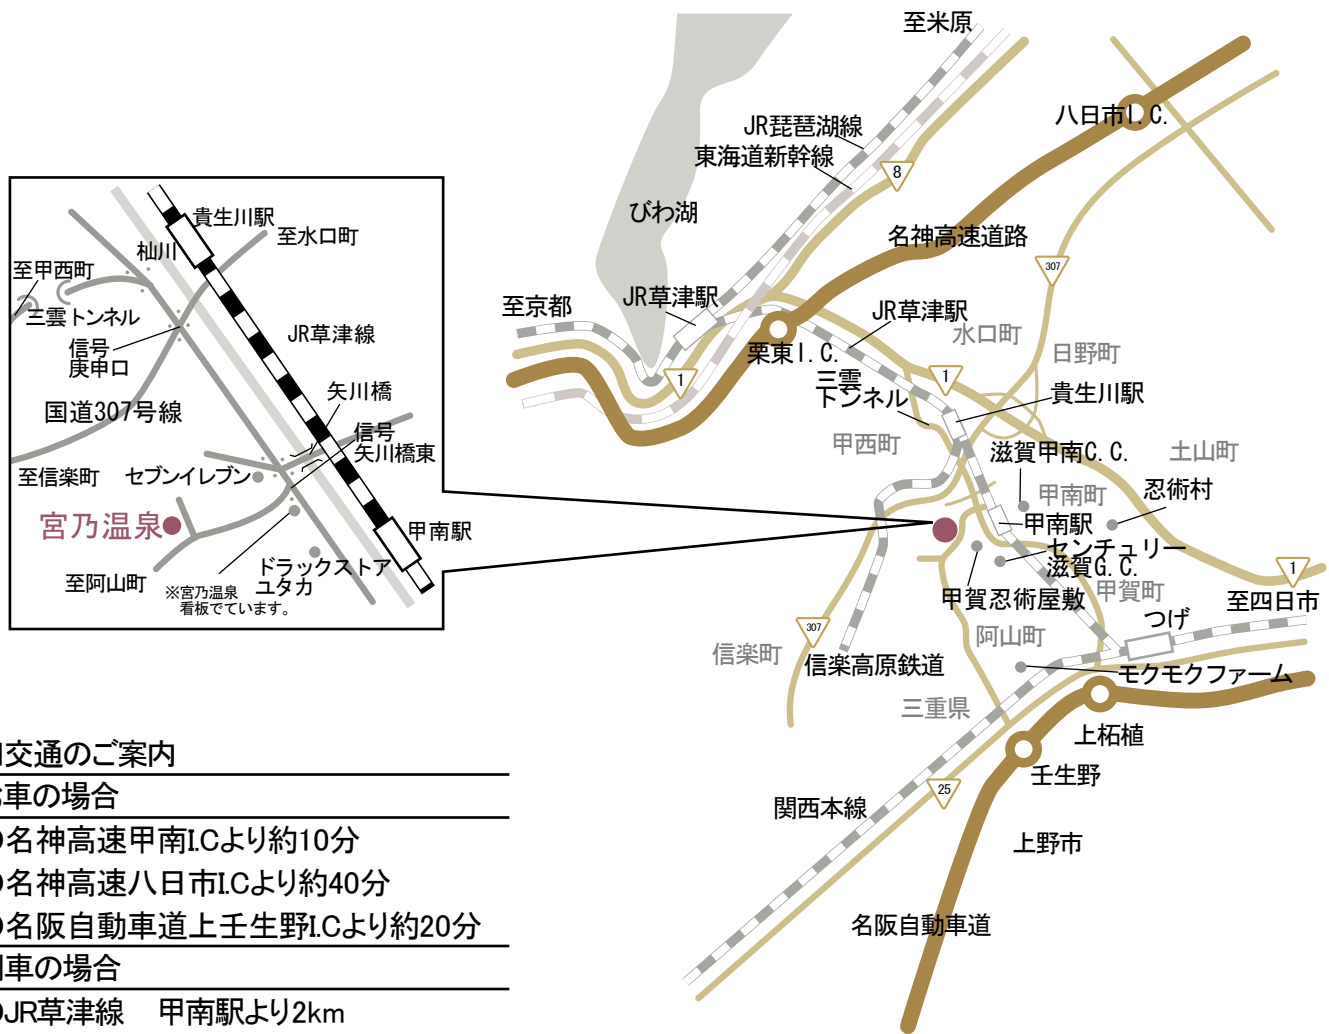 至米原
八日市I.C.
JR琵琶湖線
東海道新幹線
8
びわ湖
名神高速道路
307
至京都
JR草津駅
JR草津駅
水口町
日野町
栗東I.C.
1
三雲
トンネル
1
貴生川駅
甲西町
滋賀甲南C.C.
土山町
甲南町
忍術村
甲南駅
センチュリー
滋賀G.C.
甲賀忍術屋敷
甲賀町
1
至四日市
つげ
307
信楽町
阿山町
信楽高原鉄道
モクモクファーム
三重県
上柘植
壬生野
25
関西本線
上野市
名阪自動車道
貴生川駅
杣川
至水口町
至甲西町
三雲トンネル
信号
庚申口
JR草津線
国道307号線
矢川橋
信号
矢川橋東
至信楽町
セブンイレブン
宮乃温泉
甲南駅
至阿山町
ドラックストア
ユタカ
※宮乃温泉
看板でています。
交通のご案内
車の場合
名神高速甲南I.Cより約10分
名神高速八日市I.Cより約40分
名阪自動車道上壬生野I.Cより約20分
車の場合
JR草津線 甲南駅より2km